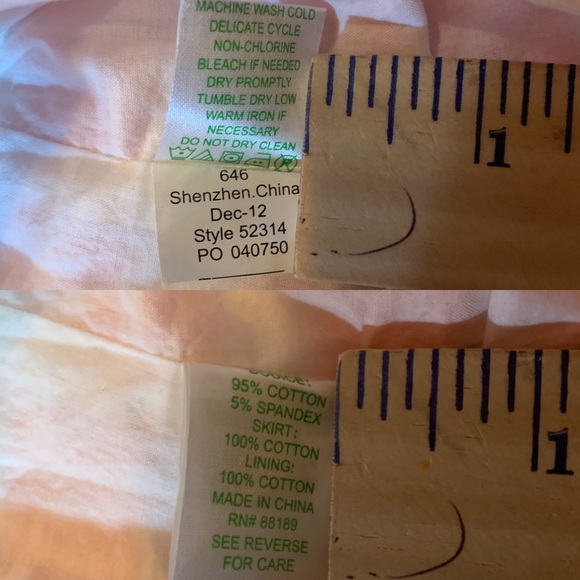 MACHINE WASH COLD
DELICATE CYCLE
NON-CHLORINE
BLEACH IF NEEDED
DRY PROMPTLY
TUMBLE DRY LOW
WARM IRON IF
NECESSARY
DO NOT DRY CLEAN
646
Shenzhen.China
Dec-12
Style 52314
PO 040750
1
95% COTTON
5% SPANDEX
SKIRT:
100% COTTON
LINING:
100% COTTON
MADE IN CHINA
RN# 88189
SEE REVERSE
FOR CARE
1